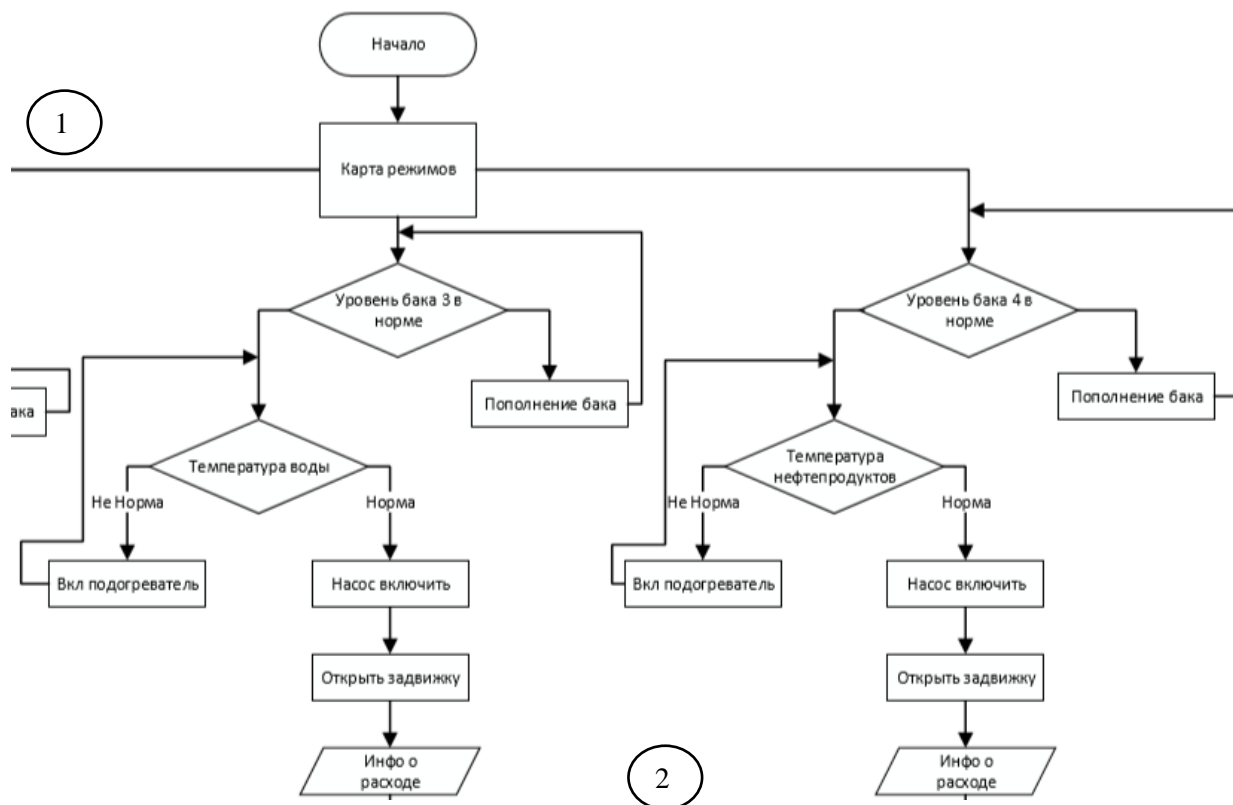 Начало
1
Карта режимов
Уровень бака 3 в
норме
Уровень бака 4 в
норме
ака
Пополнение бака
Пополнение бака
Температура воды
Температура
нефтепродуктов
Не Норма
Норма
Не Норма
Норма
Вкл подогреватель
Насос включить
Вкл подогреватель
Насос включить
Открыть задвижку
Открыть задвижку
Инфо о
расходе
2
Инфо о
расходе